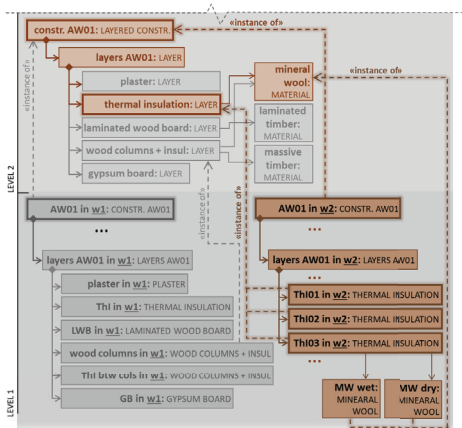 «instance of»
constr. AW01: LAYERED CONSTR.
layers AW01: LAYER
«instance of»
«instance of»
plaster: LAYER
thermal insulation: LAYER
laminated wood board: LAYER
wood columns + insul: LAYER
gypsum board: LAYER
mineral
wool:
MATERIAL
laminated
timber:
MATERIAL
massive
timber:
MATERIAL
LEVEL 2
«instance of»
«instance of»
AW01 in w1: CONSTR. AW01
...
layers AW01 in w1: LAYERS AW01
plaster in w1: PLASTER
ThI in w1: THERMAL INSULATION
LWB in w1: LAMINATED WOOD BOARD
wood columns in w1: WOOD COLUMNS + INSUL
ThI btw cols in w1: WOOD COLUMNS + INSUL
GB in w1: GYPSUM BOARD
AW01 in w2: CONSTR. AW01
...
layers AW01 in w2: LAYERS AW01
ThI01 in w2: THERMAL INSULATION
ThI02 in w2: THERMAL INSULATION
ThI03 in w2: THERMAL INSULATION
...
MW wet:
MINEARAL
WOOL
MW dry:
MINEARAL
WOOL
LEVEL 1